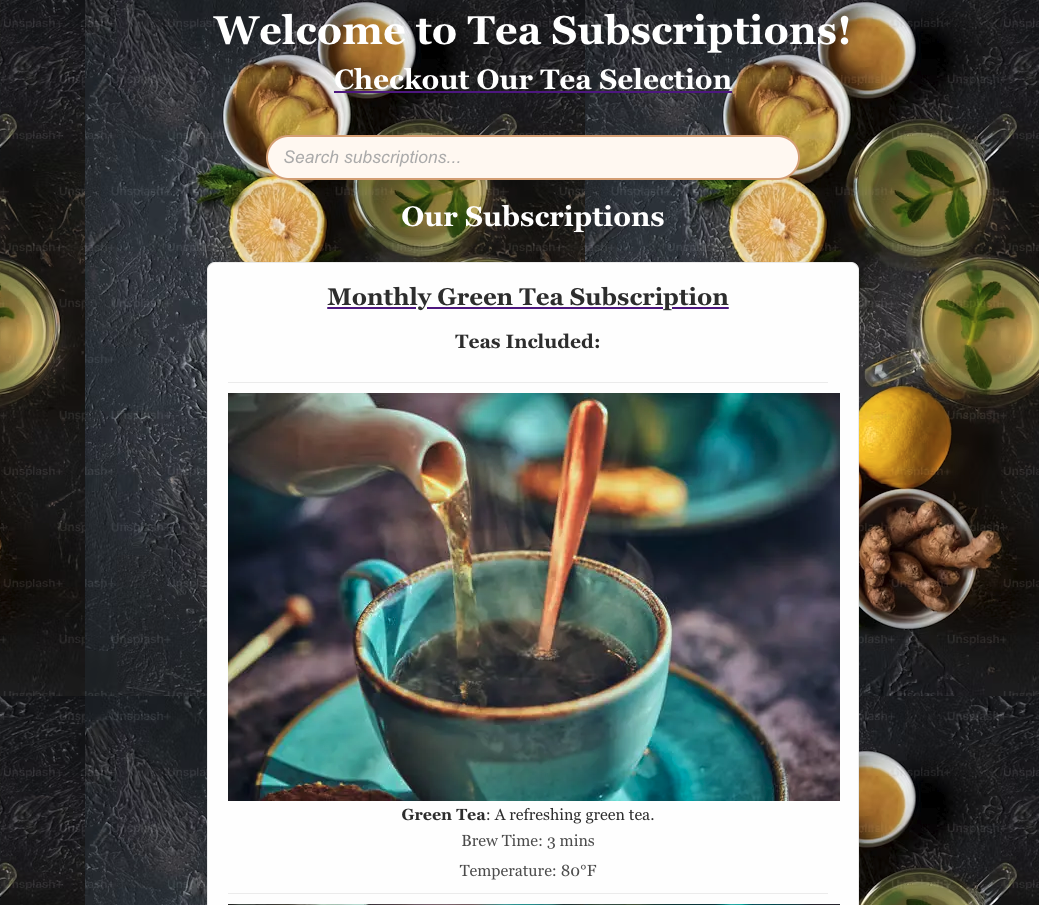 Welcome to Tea Subscriptions!
Checkout Our Tea Selection
Search subscriptions...
Our Subscriptions
Monthly Green Tea Subscription
Teas Included:
Green Tea: A refreshing green tea.
Brew Time: 3 mins
Temperature: 80°F
Unsplash+